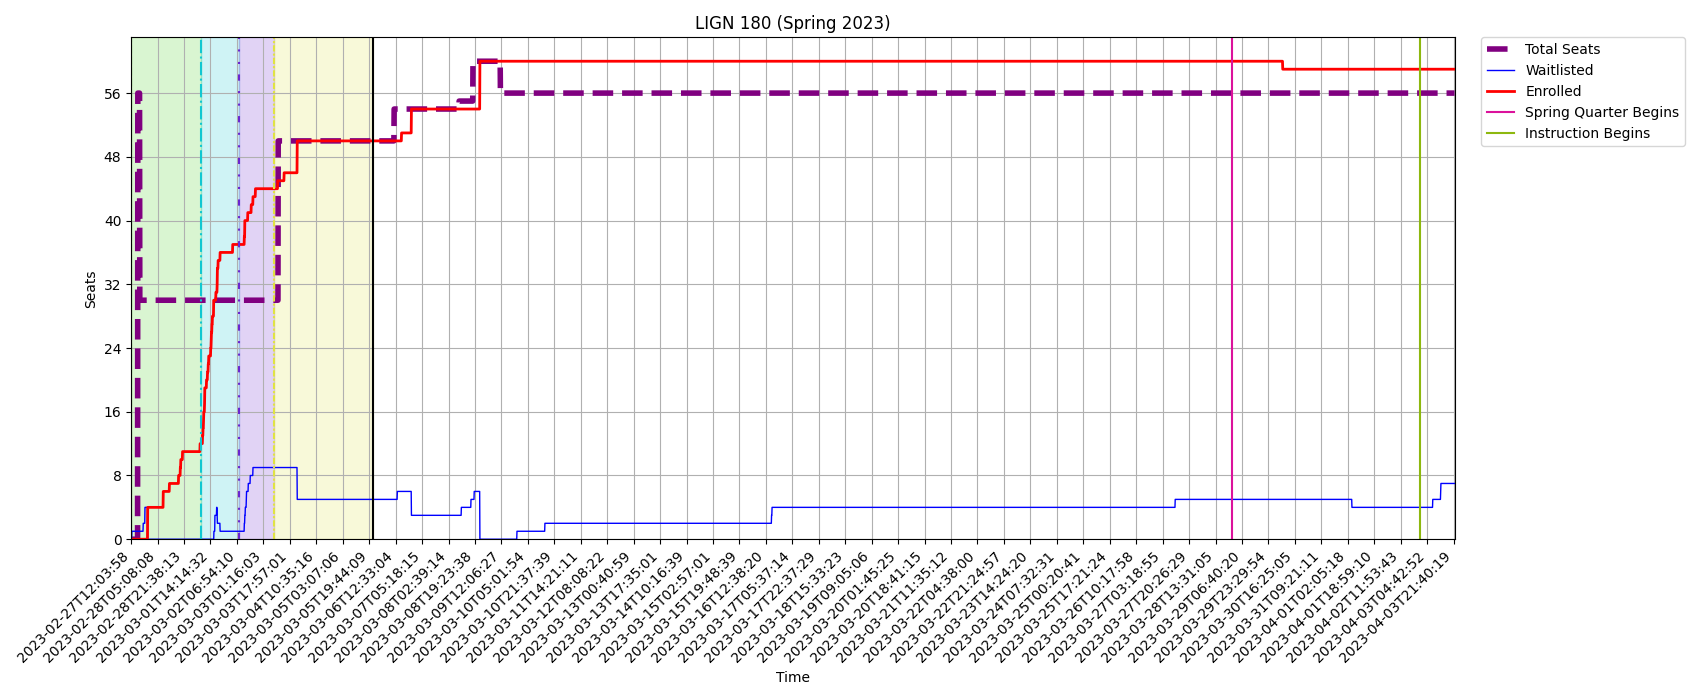 LIGN 180 (Spring 2023)
Total Seats
Waitlisted
Enrolled
Spring Quarter Begins
Instruction Begins
Seats
56
48
40
32
24
16
8
0
2023-02-27T12:03:58
2023-02-28T05:08:08
2023-02-28T21:38:13
2023-03-01T14:14:32
2023-03-02T06:54:10
2023-03-03T01:16:03
2023-03-03T17:57:01
2023-03-04T10:35:16
2023-03-05T03:07:06
2023-03-05T19:44:09
2023-03-06T12:33:04
2023-03-07T05:18:15
2023-03-08T02:39:14
2023-03-08T19:23:38
2023-03-09T12:06:27
2023-03-10T05:01:54
2023-03-10T21:37:39
2023-03-11T14:21:11
2023-03-12T08:08:22
2023-03-13T00:40:59
2023-03-13T17:35:01
2023-03-14T10:16:39
2023-03-15T02:57:01
2023-03-15T19:48:39
2023-03-16T12:38:20
2023-03-17T05:37:14
2023-03-17T22:37:29
2023-03-18T15:33:23
2023-03-19T09:05:06
2023-03-20T01:45:25
2023-03-20T18:41:15
2023-03-21T11:35:12
2023-03-22T04:38:00
2023-03-22T21:24:57
2023-03-23T14:24:20
2023-03-24T07:32:31
2023-03-25T00:20:41
2023-03-25T17:21:24
2023-03-26T10:17:58
2023-03-27T03:18:55
2023-03-27T20:26:29
2023-03-28T13:31:05
2023-03-29T06:40:20
2023-03-29T23:29:54
2023-03-30T16:25:05
2023-03-31T09:21:11
2023-04-01T02:05:18
2023-04-01T18:59:10
2023-04-02T11:53:43
2023-04-03T04:42:52
2023-04-03T21:40:19
Time